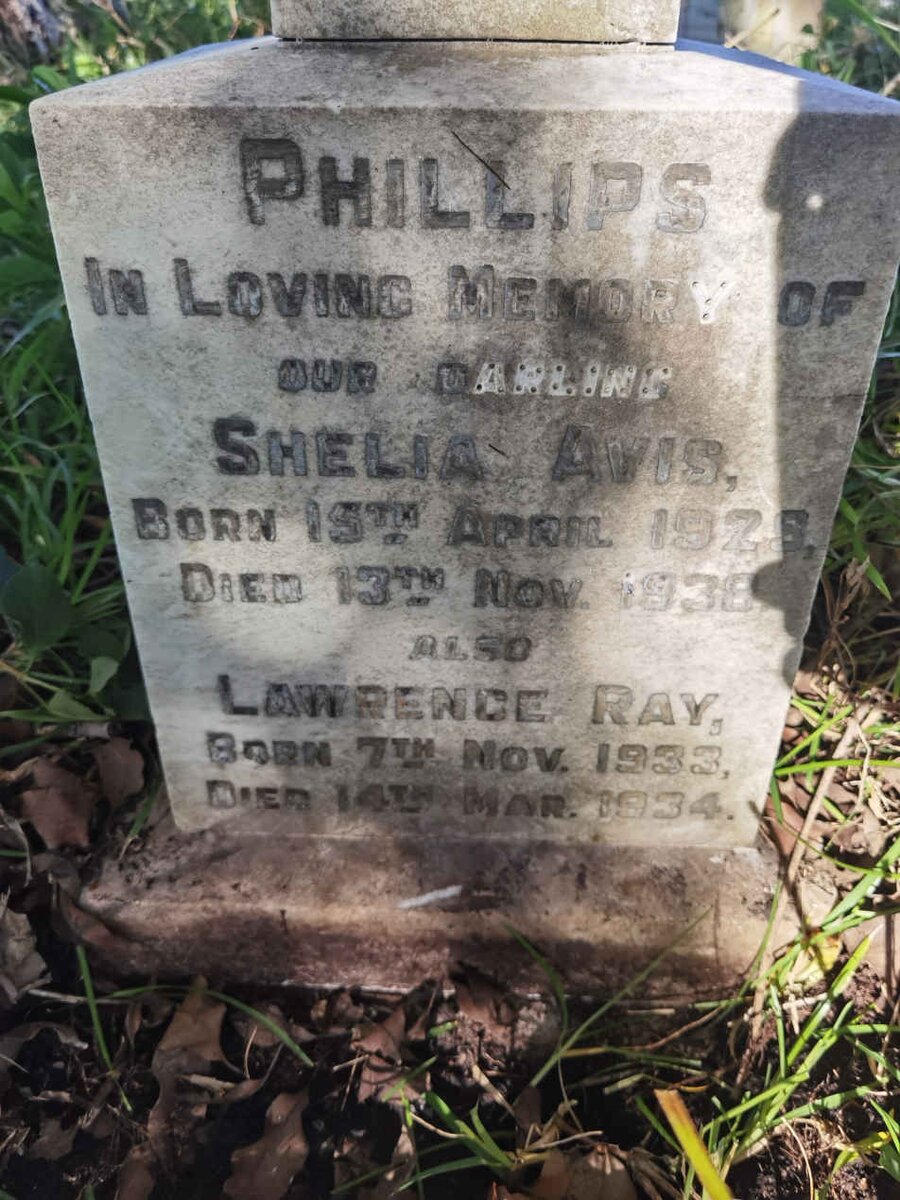 PHILLIPS
IN LOVING MEMORY OF
OUR DARLING
SHELIA AVIS,
BORN 15TH APRIL 1928,
DIED 13TH NOV. 1938
ALSO
LAWRENCE RAY,
BORN 7TH NOV. 1933,
DIED 14TH MAR. 1934.